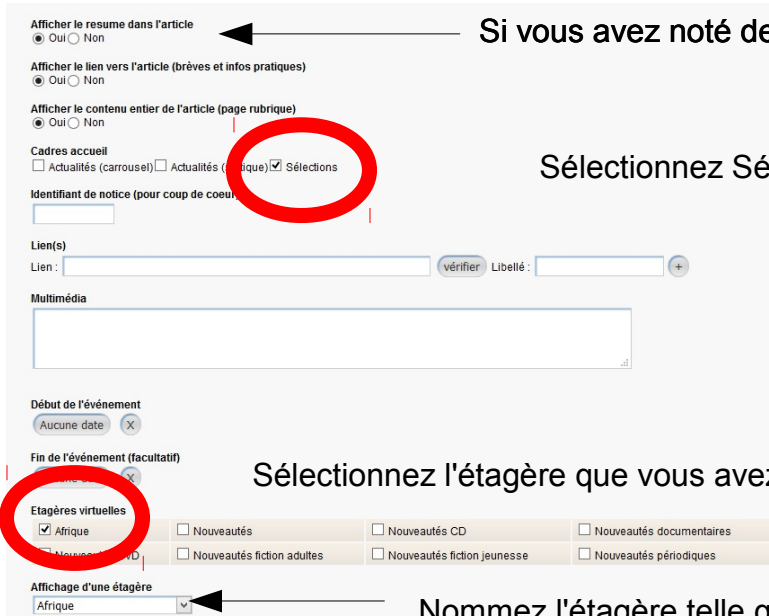 Afficher le resume dans l'article
Oui Non
Si vous avez noté de
Afficher le lien vers l'article (brèves et infos pratiques)
Oui Non
Afficher le contenu entier de l'article (page rubrique)
Oui Non
Cadres accueil
Actualités (carrousel) Actualités ( Sélections
Sélectionnez Sé
Identifiant de notice (pour coup de coeur
Lien(s)
Lien : vérifier Libellé : +
Multimédia
Début de l'événement
Aucune date X
Fin de l'événement (facultatif)
X
Sélectionnez l'étagère que vous avez
Etagères virtuelles
Afrique Nouveautés Nouveautés CD Nouveautés documentaires
Nouveautés fiction adultes Nouveautés fiction jeunesse Nouveautés périodiques
Affichage d'une étagère
Afrique
Nommez l'étagère telle